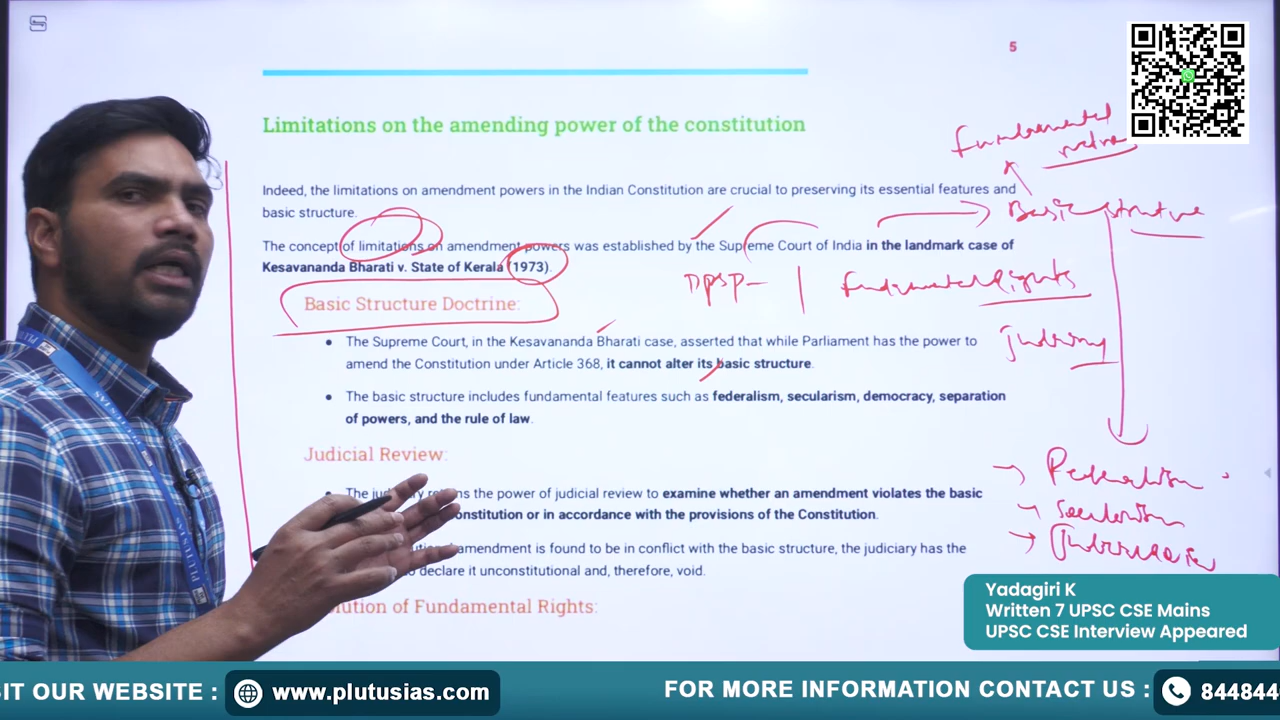 5
Limitations on the amending power of the constitution
Indeed, the limitations on amendment powers in the Indian Constitution are crucial to preserving its essential features and
basic structure.
The concept of limitations on amendment powers was established by the Supreme Court of India in the landmark case of
Kesavananda Bharati v. State of Kerala (1973).
Basic Structure Doctrine:
The Supreme Court, in the Kesavananda Bharati case, asserted that while Parliament has the power to
amend the Constitution under Article 368, it cannot alter its basic structure.
The basic structure includes fundamental features such as federalism, secularism, democracy, separation
of powers, and the rule of law.
Judicial Review:
The judiciary retains the power of judicial review to examine whether an amendment violates the basic
onstitution or in accordance with the provisions of the Constitution.
amendment is found to be in conflict with the basic structure, the judiciary has the
declare it unconstitutional and, therefore, void.
lution of Fundamental Rights:
Fundamental
Basic structure
DPSP - | Fundamental Rights
Federalism
Secularism
Yadagiri K
Written 7 UPSC CSE Mains
UPSC CSE Interview Appeared
PLUTUS IAS
SIT OUR WEBSITE : www.plutusias.com
FOR MORE INFORMATION CONTACT US : 844844